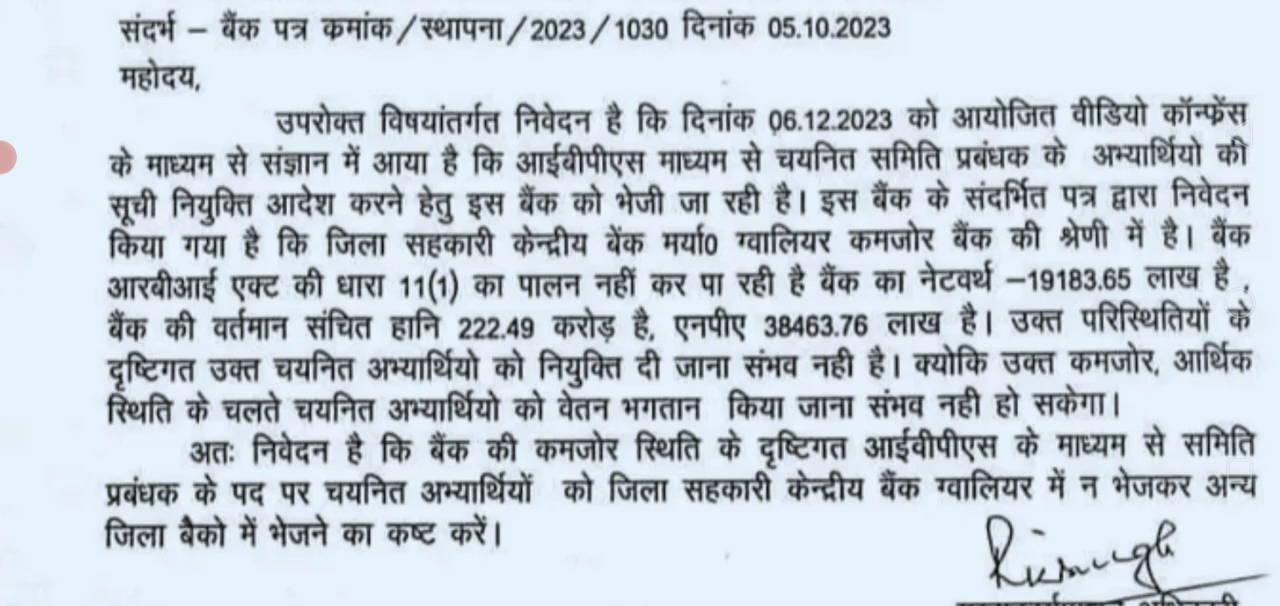 संदर्भ – बैंक पत्र कमांक/स्थापना/2023/1030 दिनांक 05.10.2023
महोदय,
उपरोक्त विषयांतर्गत निवेदन है कि दिनांक 06.12.2023 को आयोजित वीडियो कॉन्फ्रेंस
के माध्यम से संज्ञान में आया है कि आईबीपीएस माध्यम से चयनित समिति प्रबंधक के अभ्यार्थियो की
सूची नियुक्ति आदेश करने हेतु इस बैंक को भेजी जा रही है। इस बैंक के संदर्भित पत्र द्वारा निवेदन
किया गया है कि जिला सहकारी केन्द्रीय बेंक मर्या0 ग्वालियर कमजोर बैंक की श्रेणी में है। बैंक
आरबीआई एक्ट की धारा 11(1) का पालन नहीं कर पा रही है बैंक का नेटवर्थ –19183.65 लाख है ,
बैंक की वर्तमान संचित हानि 222.49 करोड़ है, एनपीए 38463.76 लाख है। उक्त परिस्थितियों के
दृष्टिगत उक्त चयनित अभ्यार्थियो को नियुक्ति दी जाना संभव नही है। क्योकि उक्त कमजोर, आर्थिक
स्थिति के चलते चयनित अभ्यार्थियो को वेतन भगतान किया जाना संभव नही हो सकेगा।
अतः निवेदन है कि बैंक की कमजोर स्थिति के दृष्टिगत आईवीपीएस के माध्यम से समिति
प्रबंधक के पद पर चयनित अभ्यार्थियों को जिला सहकारी केन्द्रीय बैंक ग्वालियर में न भेजकर अन्य
जिला बैको में भेजने का कष्ट करें।